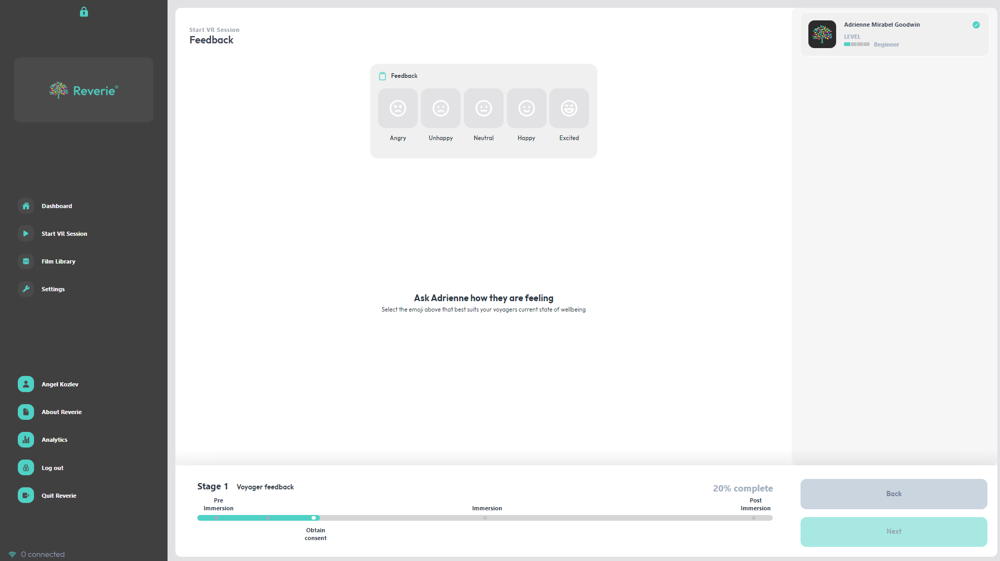 Reverie®
Dashboard
Start VR Session
Film Library
Settings
Angel Kozlev
About Reverie
Analytics
Log out
Quit Reverie
0 connected
Start VR Session
Feedback
Feedback
Angry
Unhappy
Neutral
Happy
Excited
Ask Adrienne how they are feeling
Select the emoji above that best suits your voyagers current state of wellbeing
Adrienne Mirabel Goodwin
LEVEL
Beginner
Stage 1 Voyager feedback
20% complete
Pre
Immersion
Immersion
Post
Immersion
Obtain
consent
Back
Next